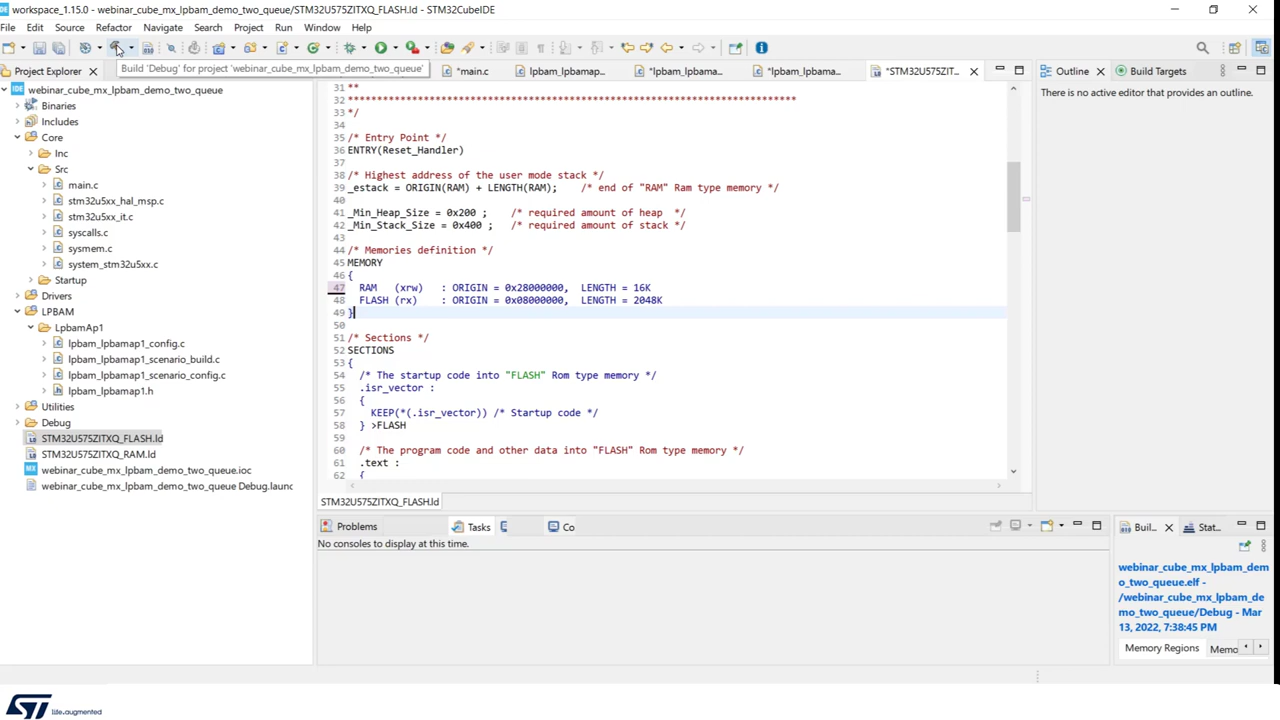 workspace_1.15.0 - webinar_cube_mx_lpbam_demo_two_queue/STM32U575ZITXQ_FLASH.ld - STM32CubeIDE
File Edit Source Refactor Navigate Search Project Run Window Help
Build 'Debug' for project 'webinar_cube_mx_lpbam_demo_two_queue'
Project Explorer
*main.c
lpbam_lpbamap...
*lpbam_lpbama...
*lpbam_lpbama...
*STM32U575ZIT...
Outline
Build Targets
There is no active editor that provides an outline.
webinar_cube_mx_lpbam_demo_two_queue
Binaries
Includes
Core
Inc
Src
main.c
stm32u5xx_hal_msp.c
stm32u5xx_it.c
syscalls.c
sysmem.c
system_stm32u5xx.c
Startup
Drivers
LPBAM
LpbamAp1
lpbam_lpbamap1_config.c
lpbam_lpbamap1_scenario_build.c
lpbam_lpbamap1_scenario_config.c
lpbam_lpbamap1.h
Utilities
Debug
STM32U575ZITXQ_FLASH.ld
STM32U575ZITXQ_RAM.ld
webinar_cube_mx_lpbam_demo_two_queue.ioc
webinar_cube_mx_lpbam_demo_two_queue Debug.launc
31 **
32 ******************************************************************************
33 */
34
35 /* Entry Point */
36 ENTRY(Reset_Handler)
37
38 /* Highest address of the user mode stack */
39 _estack = ORIGIN(RAM) + LENGTH(RAM); /* end of "RAM" Ram type memory */
40
41 _Min_Heap_Size = 0x200 ; /* required amount of heap */
42 _Min_Stack_Size = 0x400 ; /* required amount of stack */
43
44 /* Memories definition */
45 MEMORY
46 {
47 RAM (xrw) : ORIGIN = 0x28000000, LENGTH = 16K
48 FLASH (rx) : ORIGIN = 0x08000000, LENGTH = 2048K
49 }
50
51 /* Sections */
52 SECTIONS
53 {
54 /* The startup code into "FLASH" Rom type memory */
55 .isr_vector :
56 {
57 KEEP(*(.isr_vector)) /* Startup code */
58 } >FLASH
59
60 /* The program code and other data into "FLASH" Rom type memory */
61 .text :
62 {
STM32U575ZITXQ_FLASH.ld
Problems
Tasks
Co
No consoles to display at this time.
Buil...
Stat...
webinar_cube_mx_lpbam_dem
o_two_queue.elf -
/webinar_cube_mx_lpbam_de
mo_two_queue/Debug - Mar
13, 2022, 7:38:45 PM
Memory Regions
Memo
ST
life.augmented